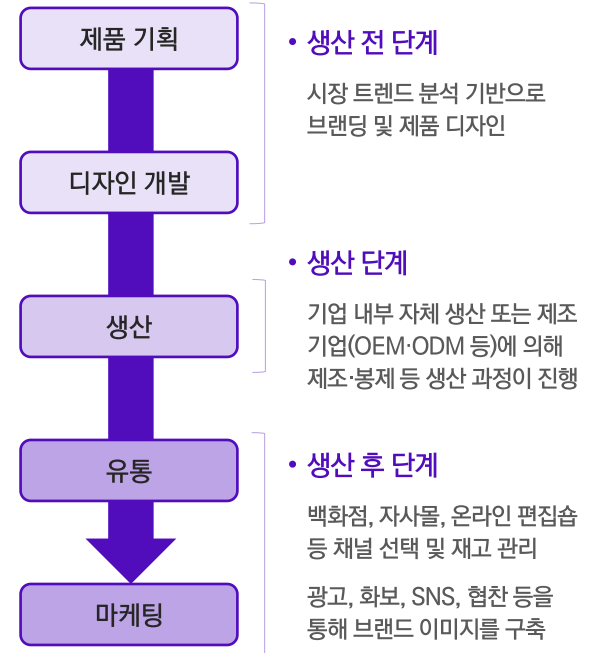 제품 기획
디자인 개발
생산
유통
마케팅
• 생산 전 단계
시장 트렌드 분석 기반으로
브랜딩 및 제품 디자인
• 생산 단계
기업 내부 자체 생산 또는 제조
기업(OEM·ODM 등)에 의해
제조·봉제 등 생산 과정이 진행
• 생산 후 단계
백화점, 자사몰, 온라인 편집숍
등 채널 선택 및 재고 관리
광고, 화보, SNS, 협찬 등을
통해 브랜드 이미지를 구축